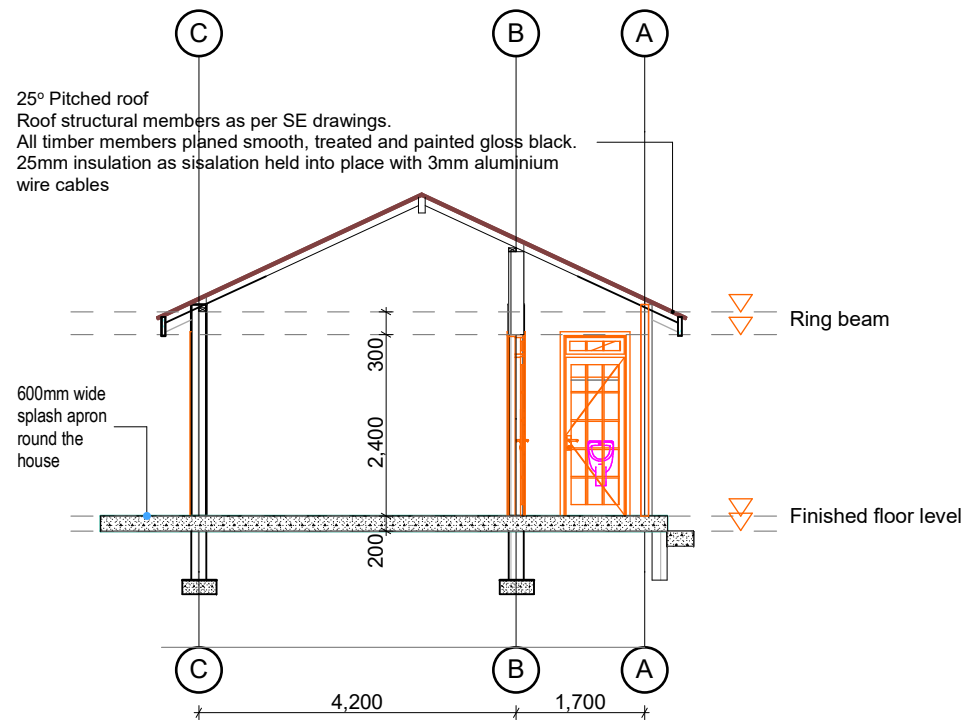 C
B
A
25º Pitched roof
Roof structural members as per SE drawings.
All timber members planed smooth, treated and painted gloss black.
25mm insulation as sisalation held into place with 3mm aluminium
wire cables
Ring beam
300
600mm wide
splash apron
round the
house
2,400
Finished floor level
200
C
B
A
4,200
1,700